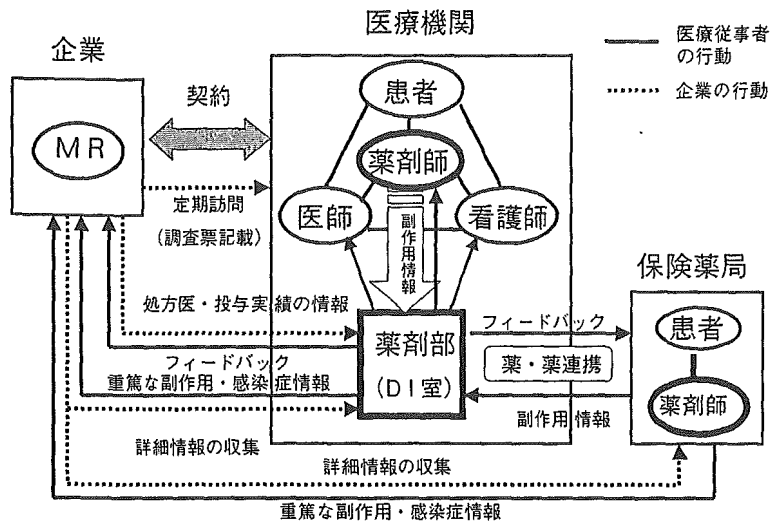 医療機関
企業
医療従事者
の行動
企業の行動
契約
患者
MR
薬剤師
定期訪問
(調査票記載)
医師
看護師
副作用情報
保険薬局
処方医・投与実績の情報
薬剤部
(DI室)
フィードバック
患者
フィードバック
薬・薬連携
重篤な副作用・感染症情報
薬剤師
副作用情報
詳細情報の収集
詳細情報の収集
重篤な副作用・感染症情報